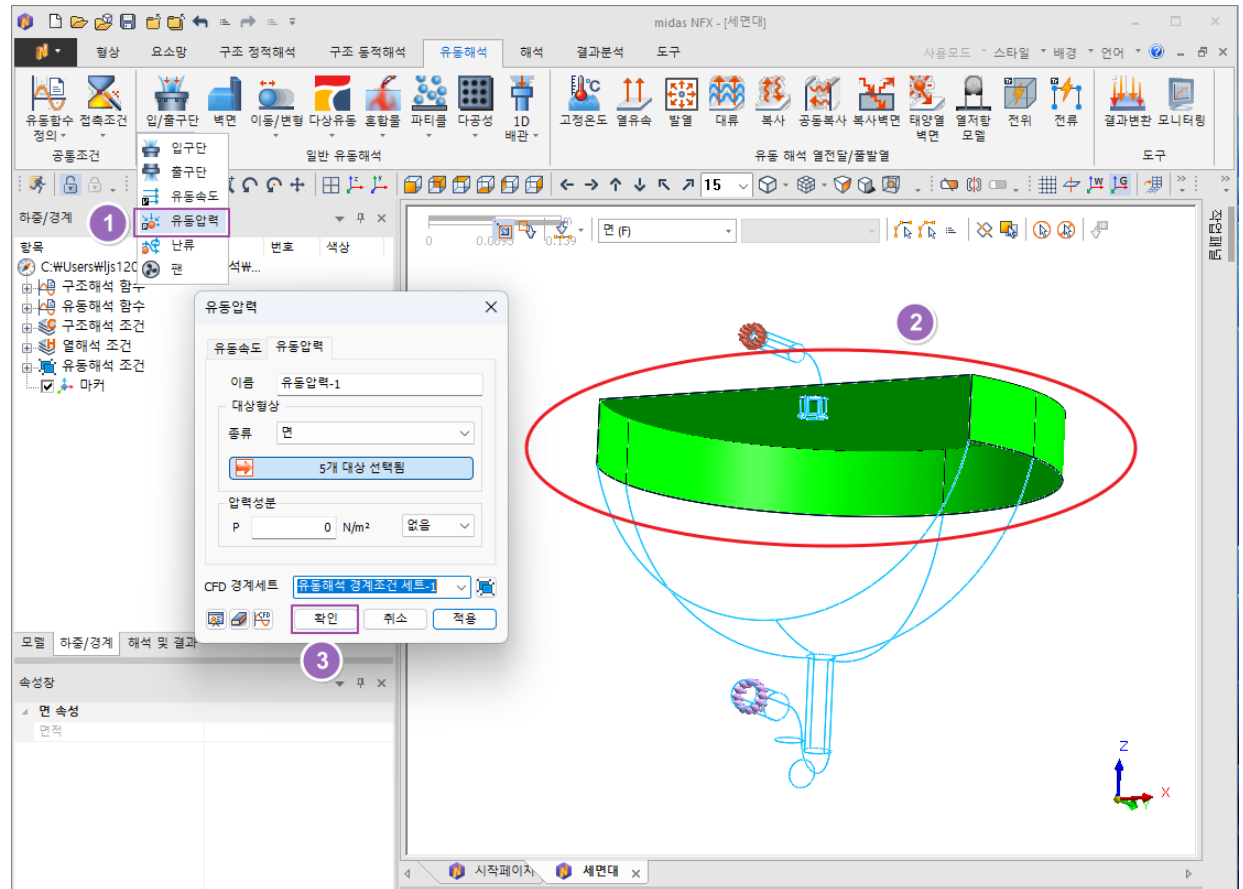 midas NFX - [세면대]
형상 요소망 구조 정적해석 구조 동적해석 유동해석 해석 결과분석 도구
사용모드 스타일 배경 언어
유동함수 정의 접촉조건 입/출구단 벽면 이동/변형 다상유동 혼합물 파티클 다공성 1D 배관 고정온도 열유속 발열 대류 복사 공동복사 복사벽면 태양열 벽면 열저항 모델 전위 전류 결과변환 모니터링
공통조건 일반 유동해석 유동 해석 열전달/줄발열 도구
입구단
출구단
유동속도
유동압력
난류
팬
1
15
하중/경계
항목 번호 색상
C:₩Users₩ljs120
석₩...
구조해석 함수
유동해석 함수
구조해석 조건
열해석 조건
유동해석 조건
마커
작업패널
0 0.0695 0.139
면 (F)
2
유동압력
유동속도 유동압력
이름 유동압력-1
대상형상
종류 면
5개 대상 선택됨
압력성분
P 0 N/m² 없음
CFD 경계세트 유동해석 경계조건 세트-1
확인 취소 적용
3
모델 하중/경계 해석 및 결과
속성창
면 속성
면적
Z
X
Y
시작페이지 세면대